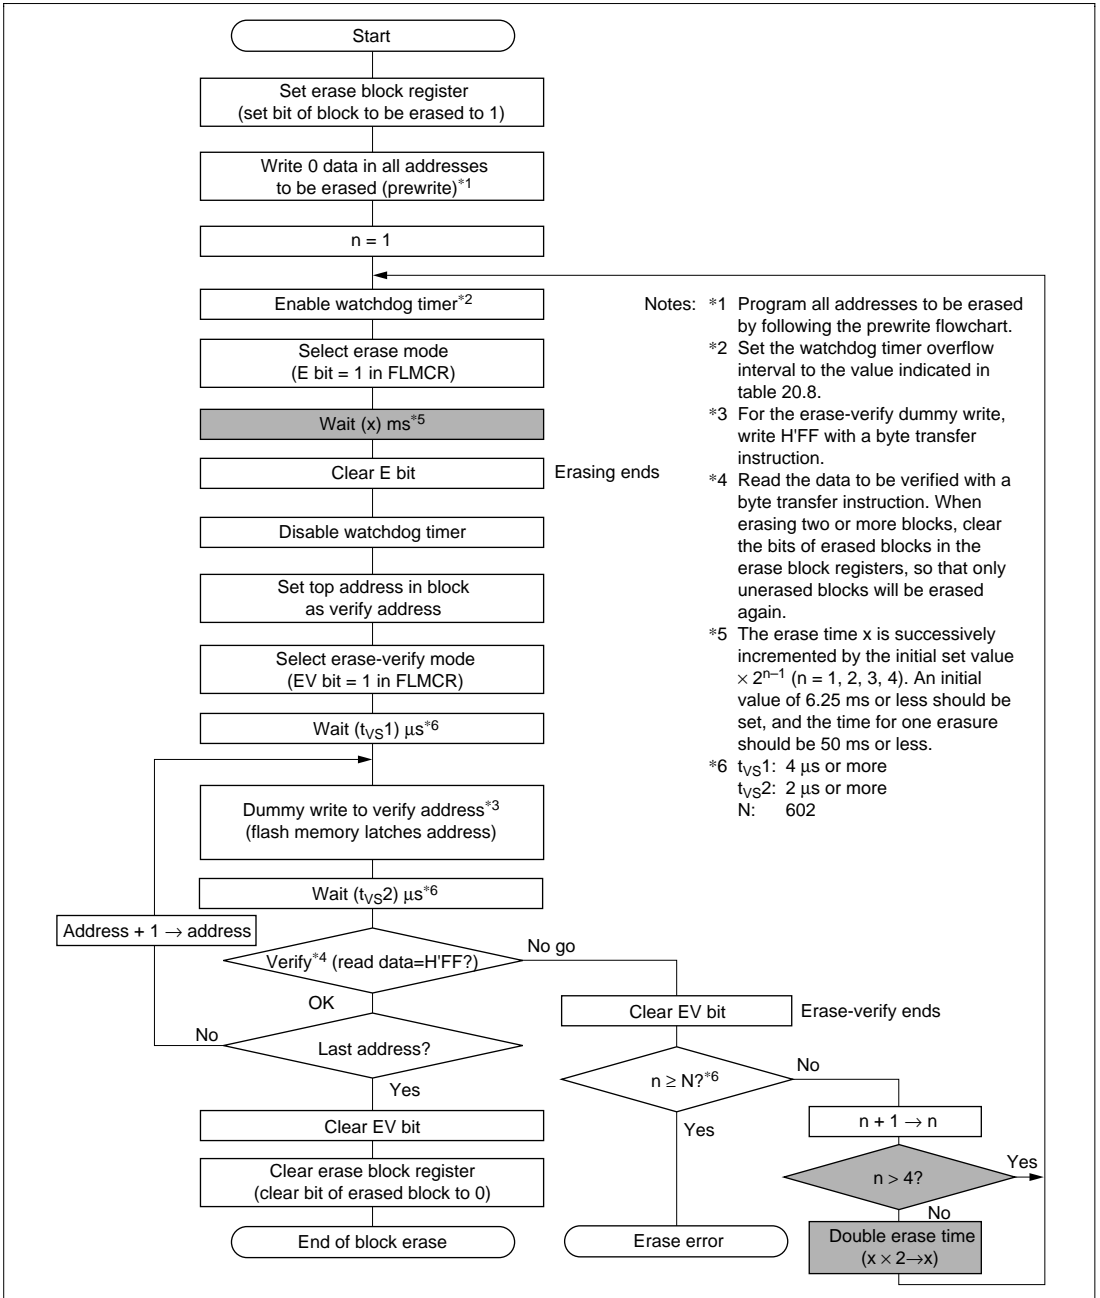 Start
Set erase block register
(set bit of block to be erased to 1)
Write 0 data in all addresses
to be erased (prewrite)*1
n = 1
Enable watchdog timer*2
Select erase mode
(E bit = 1 in FLMCR)
Wait (x) ms*5
Clear E bit
Erasing ends
Disable watchdog timer
Set top address in block
as verify address
Select erase-verify mode
(EV bit = 1 in FLMCR)
Wait (tVS1) µs*6
Dummy write to verify address*3
(flash memory latches address)
Wait (tVS2) µs*6
Address + 1 → address
Verify*4 (read data=H'FF?)
No go
OK
Last address?
No
Yes
Clear EV bit
Clear erase block register
(clear bit of erased block to 0)
End of block erase
Clear EV bit
Erase-verify ends
n ≥ N?*6
No
Yes
Erase error
n + 1 → n
n > 4?
Yes
No
Double erase time
(x × 2→x)
Notes: *1 Program all addresses to be erased
by following the prewrite flowchart.
*2 Set the watchdog timer overflow
interval to the value indicated in
table 20.8.
*3 For the erase-verify dummy write,
write H'FF with a byte transfer
instruction.
*4 Read the data to be verified with a
byte transfer instruction. When
erasing two or more blocks, clear
the bits of erased blocks in the
erase block registers, so that only
unerased blocks will be erased
again.
*5 The erase time x is successively
incremented by the initial set value
× 2n–1 (n = 1, 2, 3, 4). An initial
value of 6.25 ms or less should be
set, and the time for one erasure
should be 50 ms or less.
*6 tVS1: 4 µs or more
tVS2: 2 µs or more
N: 602